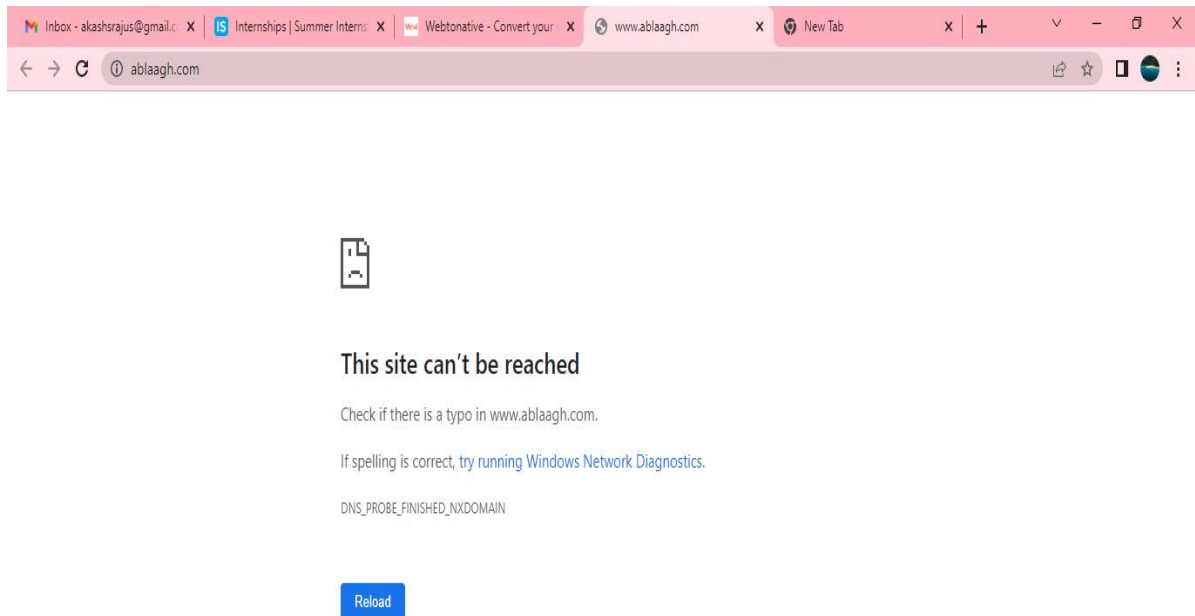 Inbox - akashsrajus@gmail.c
Internships | Summer Interns
Webtonative - Convert your
www.ablaagh.com
New Tab
ablaagh.com
This site can't be reached
Check if there is a typo in www.ablaagh.com.
If spelling is correct, try running Windows Network Diagnostics.
DNS_PROBE_FINISHED_NXDOMAIN
Reload